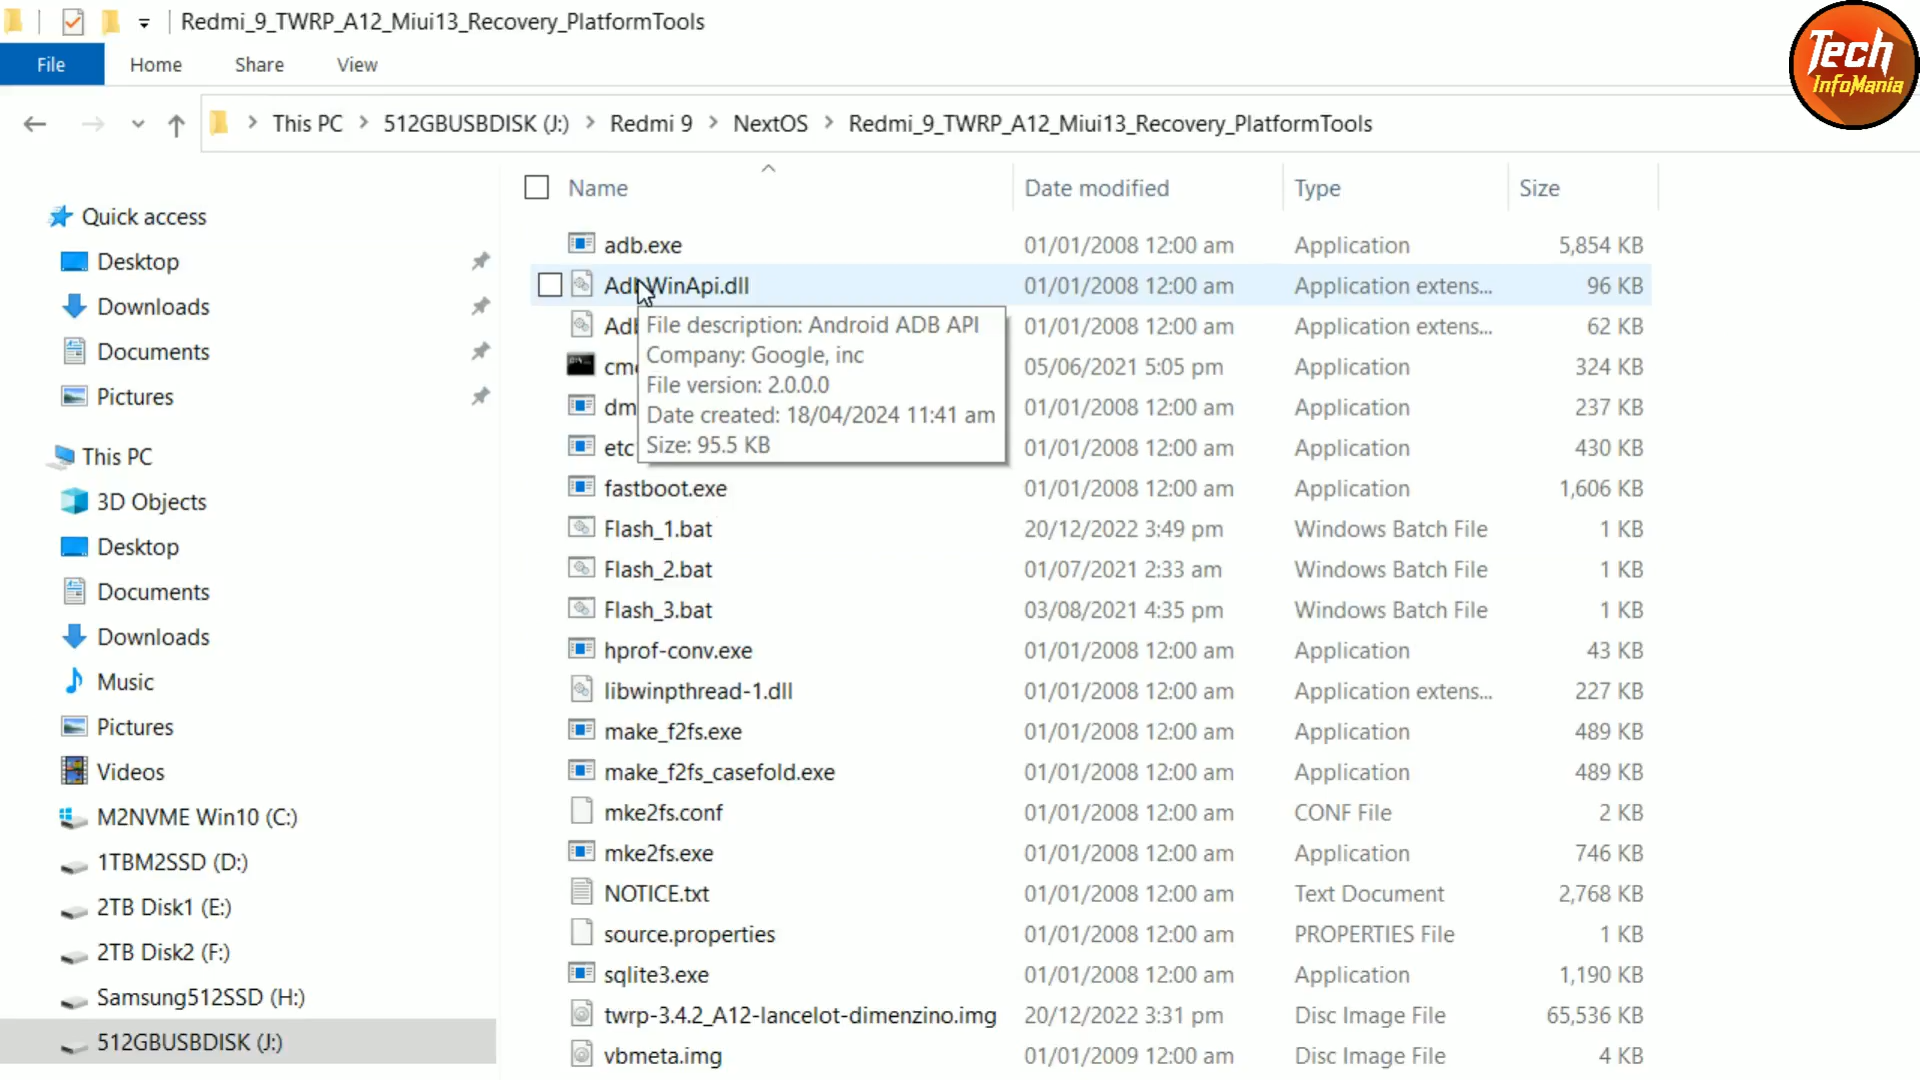 Redmi_9_TWRP_A12_Miui13_Recovery_PlatformTools
Tech
InfoMania
File Home Share View
This PC > 512GBUSBDISK (J:) > Redmi 9 > NextOS > Redmi_9_TWRP_A12_Miui13_Recovery_PlatformTools
Quick access
Desktop
Downloads
Documents
Pictures
This PC
3D Objects
Desktop
Documents
Downloads
Music
Pictures
Videos
M2NVME Win10 (C:)
1TBM2SSD (D:)
2TB Disk1 (E:)
2TB Disk2 (F:)
Samsung512SSD (H:)
512GBUSBDISK (J:)
Name Date modified Type Size
adb.exe 01/01/2008 12:00 am Application 5,854 KB
AdbWinApi.dll 01/01/2008 12:00 am Application extens... 96 KB
01/01/2008 12:00 am Application extens... 62 KB
05/06/2021 5:05 pm 324 KB
01/01/2008 12:00 am Application 237 KB
etc 01/01/2008 12:00 am Application 430 KB
File description: Android ADB API
Company: Google, inc
File version: 2.0.0.0
Date created: 18/04/2024 11:41 am
Size: 95.5 KB
fastboot.exe 01/01/2008 12:00 am Application 1,606 KB
Flash_1.bat 20/12/2022 3:49 pm Windows Batch File 1 KB
Flash_2.bat 01/07/2021 2:33 am Windows Batch File 1 KB
Flash_3.bat 03/08/2021 4:35 pm Windows Batch File 1 KB
hprof-conv.exe 01/01/2008 12:00 am Application 43 KB
libwinpthread-1.dll 01/01/2008 12:00 am Application extens... 227 KB
make_f2fs.exe 01/01/2008 12:00 am Application 489 KB
make_f2fs_casefold.exe 01/01/2008 12:00 am Application 489 KB
mke2fs.conf 01/01/2008 12:00 am CONF File 2 KB
mke2fs.exe 01/01/2008 12:00 am Application 746 KB
NOTICE.txt 01/01/2008 12:00 am Text Document 2,768 KB
source.properties 01/01/2008 12:00 am PROPERTIES File 1 KB
sqlite3.exe 01/01/2008 12:00 am Application 1,190 KB
twrp-3.4.2_A12-lancelot-dimenzino.img 20/12/2022 3:31 pm Disc Image File 65,536 KB
vbmeta.img 01/01/2009 12:00 am Disc Image File 4 KB